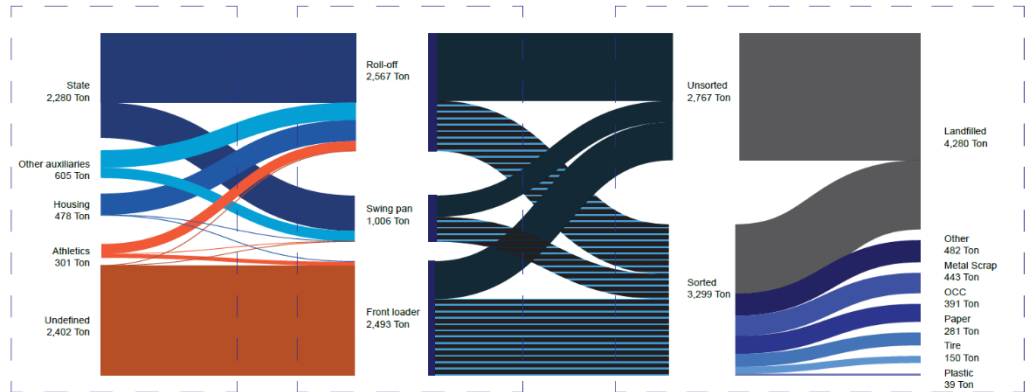 State
2,280 Ton
Other auxiliaries
605 Ton
Housing
478 Ton
Athletics
301 Ton
Undefined
2,402 Ton
Roll-off
2,567 Ton
Swing pan
1,006 Ton
Front loader
2,493 Ton
Unsorted
2,767 Ton
Sorted
3,299 Ton
Landfilled
4,280 Ton
Other
482 Ton
Metal Scrap
443 Ton
OCC
391 Ton
Paper
281 Ton
Tire
150 Ton
Plastic
39 Ton